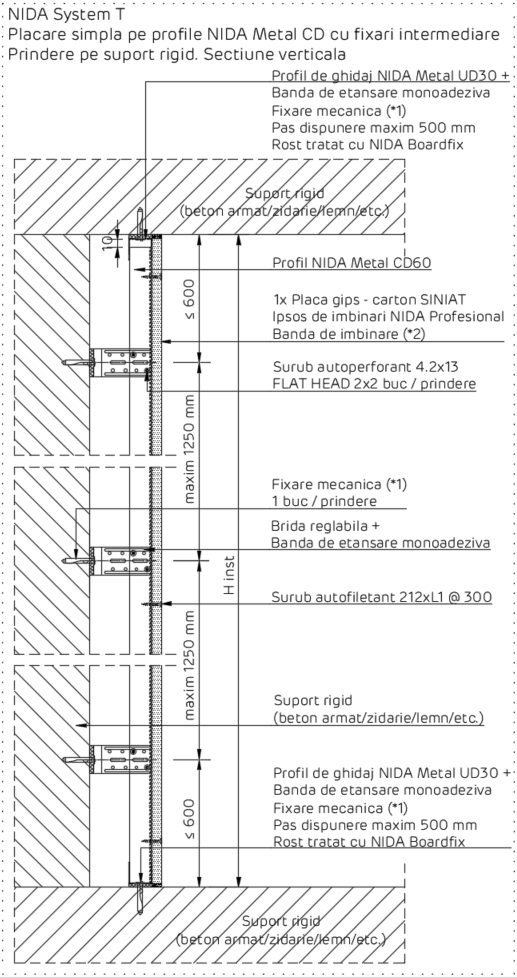 NIDA System T
Placare simpla pe profile NIDA Metal CD cu fixari intermediare
Prindere pe suport rigid. Sectiune verticala
Profil de ghidaj NIDA Metal UD30 +
Banda de etansare monoadeziva
Fixare mecanica (*1)
Pas dispunere maxim 500 mm
Rost tratat cu NIDA Boardfix
Suport rigid
(beton armat/zidarie/lemn/etc.)
10
Profil NIDA Metal CD60
≤ 600
1x Placa gips - carton SINIAT
Ipsos de imbinari NIDA Profesional
Banda de imbinare (*2)
Surub autoperforant 4.2x13
FLAT HEAD 2x2 buc / prindere
maxim 1250 mm
Fixare mecanica (*1)
1 buc / prindere
Brida reglabila +
Banda de etansare monoadeziva
H inst
Surub autofiletant 212xL1 @ 300
maxim 1250 mm
Suport rigid
(beton armat/zidarie/lemn/etc.)
Profil de ghidaj NIDA Metal UD30 +
Banda de etansare monoadeziva
Fixare mecanica (*1)
Pas dispunere maxim 500 mm
Rost tratat cu NIDA Boardfix
≤ 600
Suport rigid
(beton armat/zidarie/lemn/etc.)